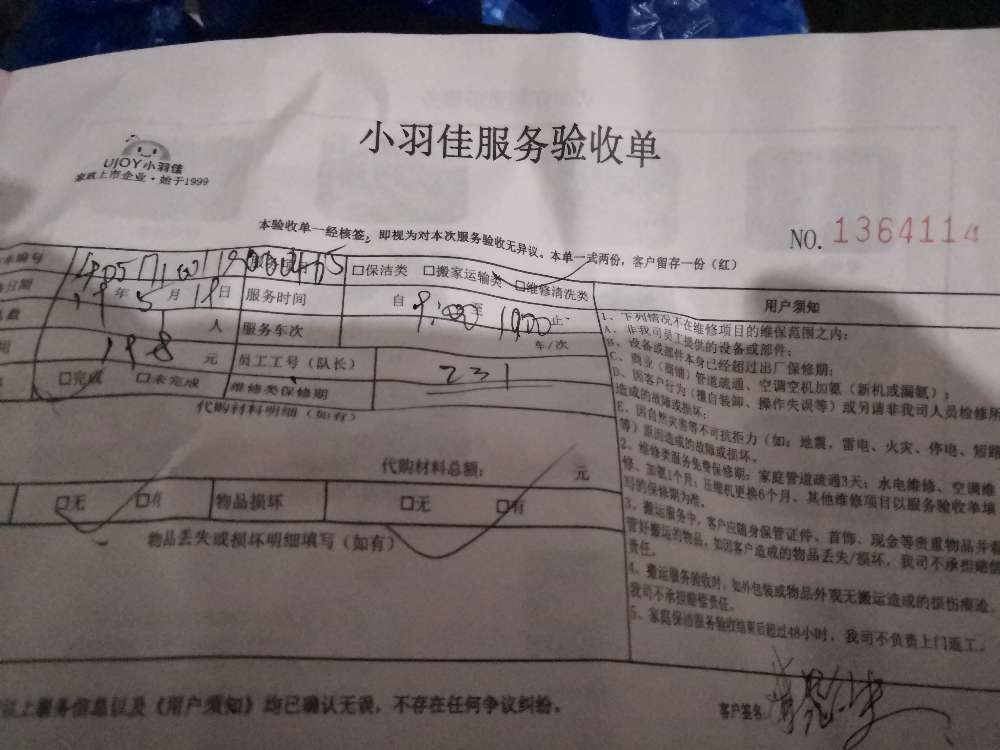 小羽佳服务验收单
UJOY小羽佳
家政上市企业·始于1999
本验收单一经核签，即视为对本次服务验收无异议。本单一式两份，客户留存一份（红）
NO. 1364114
□保洁类 □搬家运输类 □维修清洗类
用户须知
日期 19年5月19日 服务时间 自 9:00 至 1900 止
人 服务车次 车/次
198 元 员工工号（队长） 231
□完成 □未完成 维修类保修期
代购材料明细（如有）
代购材料总额： 元
□无 □有 物品损坏 □无 □有
物品丢失或损坏明细填写（如有）
1、下列情况不在维修项目的维保范围之内：
A、非我司员工提供的设备或部件；
B、设备或部件本身已经超过出厂保修期；
C、商业（商铺）管道疏通、空调空机加氨（新机或漏氨）；
D、因客户行为（擅自装卸、操作失误等）或另请非我司人员检修所
造成的故障或损坏；
E、因自然灾害等不可抗拒力（如：地震、雷电、火灾、停电、短路
等）原因造成的故障或损坏。
2、维修类服务免费保修期：家庭管道疏通3天；水电维修、空调维
修、加氨1个月；压缩机更换6个月、其他维修项目以服务验收单填
写的保修期为准。
3、搬运服务中，客户应随身保管证件、首饰、现金等贵重物品并看
管好搬运的物品，如因客户造成的物品丢失/损坏，我司不承担赔偿
责任。
4、搬运服务验收时，如外包装或物品外观无搬运造成的损伤痕迹，
我司不承担赔偿责任。
5、家庭保洁服务验收结束后超过48小时，我司不负责上门返工。
以上服务信息以及《用户须知》均已确认无误，不存在任何争议纠纷。
客户签名：